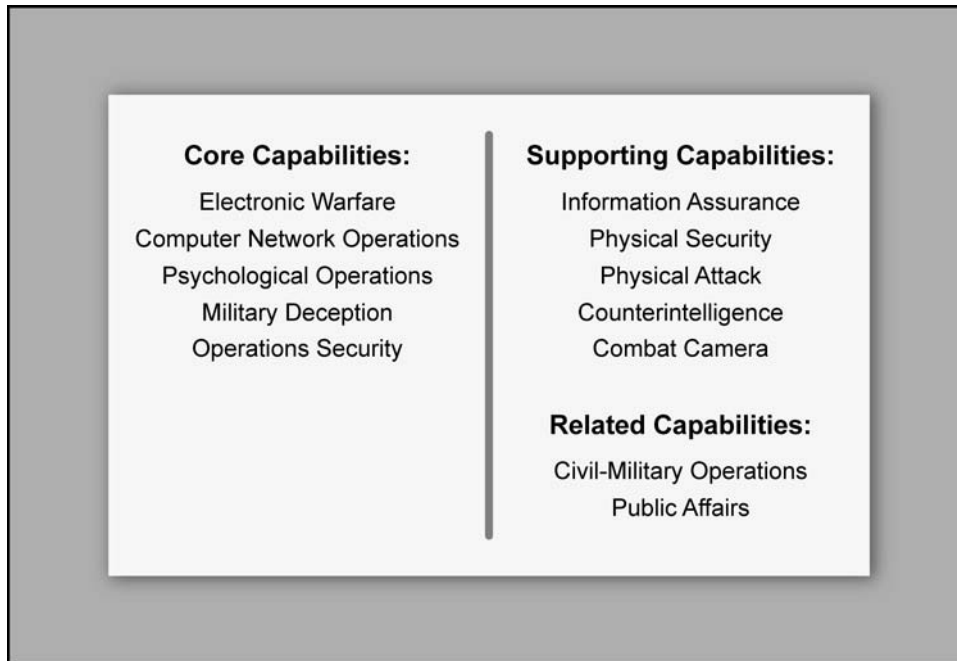 Core Capabilities:
Electronic Warfare
Computer Network Operations
Psychological Operations
Military Deception
Operations Security
Supporting Capabilities:
Information Assurance
Physical Security
Physical Attack
Counterintelligence
Combat Camera
Related Capabilities:
Civil-Military Operations
Public Affairs